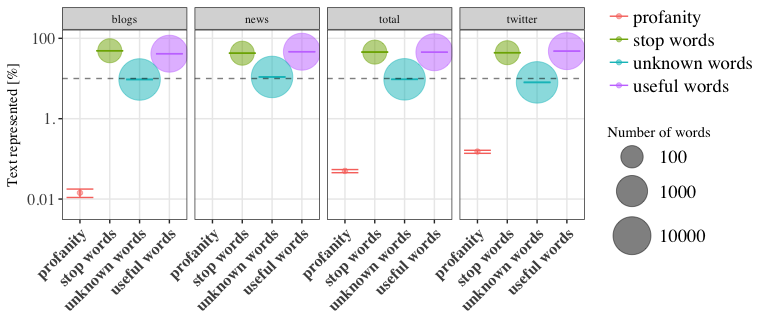 blogs
news
total
twitter
Text represented [%]
100
1.
0.01
profanity
stop words
unknown words
useful words
profanity
stop words
unknown words
useful words
profanity
stop words
unknown words
useful words
profanity
stop words
unknown words
useful words
profanity
stop words
unknown words
useful words
Number of words
100
1000
10000